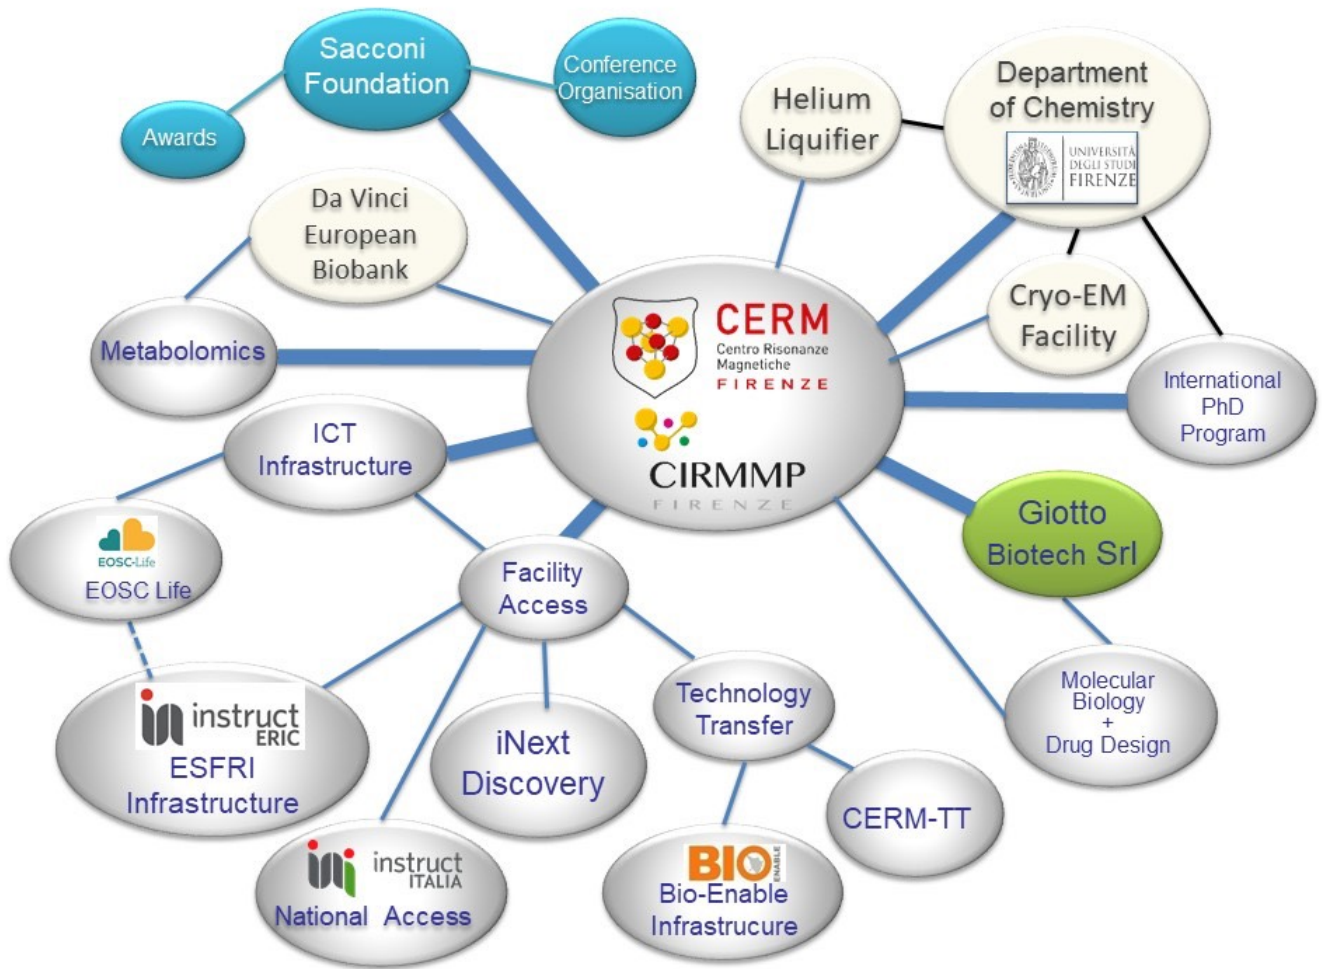 Sacconi
Foundation
Conference
Organisation
Awards
Helium
Liquifier
Department
of Chemistry
UNIVERSITÀ
DEGLI STUDI
FIRENZE
Da Vinci
European
Biobank
Cryo-EM
Facility
CERM
Centro Risonanze
Magnetiche
FIRENZE
Metabolomics
International
PhD
Program
ICT
Infrastructure
CIRMMP
FIRENZE
Giotto
Biotech Srl
EOSC-Life
EOSC Life
Facility
Access
Molecular
Biology
+
Drug Design
instruct
ERIC
ESFRI
Infrastructure
iNext
Discovery
Technology
Transfer
CERM-TT
instruct
ITALIA
National Access
BIO
ENABLE
Bio-Enable
Infrastrucure